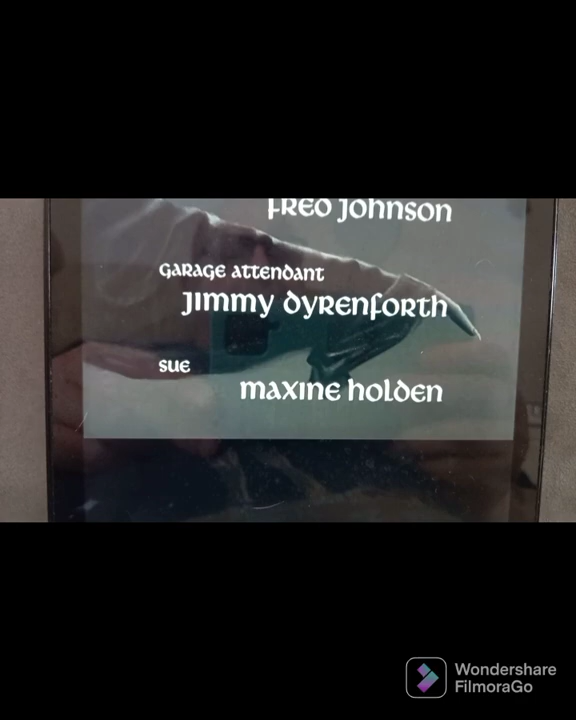 FRED JOHNSON
GARAGE ATTENDANT
JIMMY DYRENFORTH
SUE
MAXINE HOLDEN
Wondershare
FilmoraGo